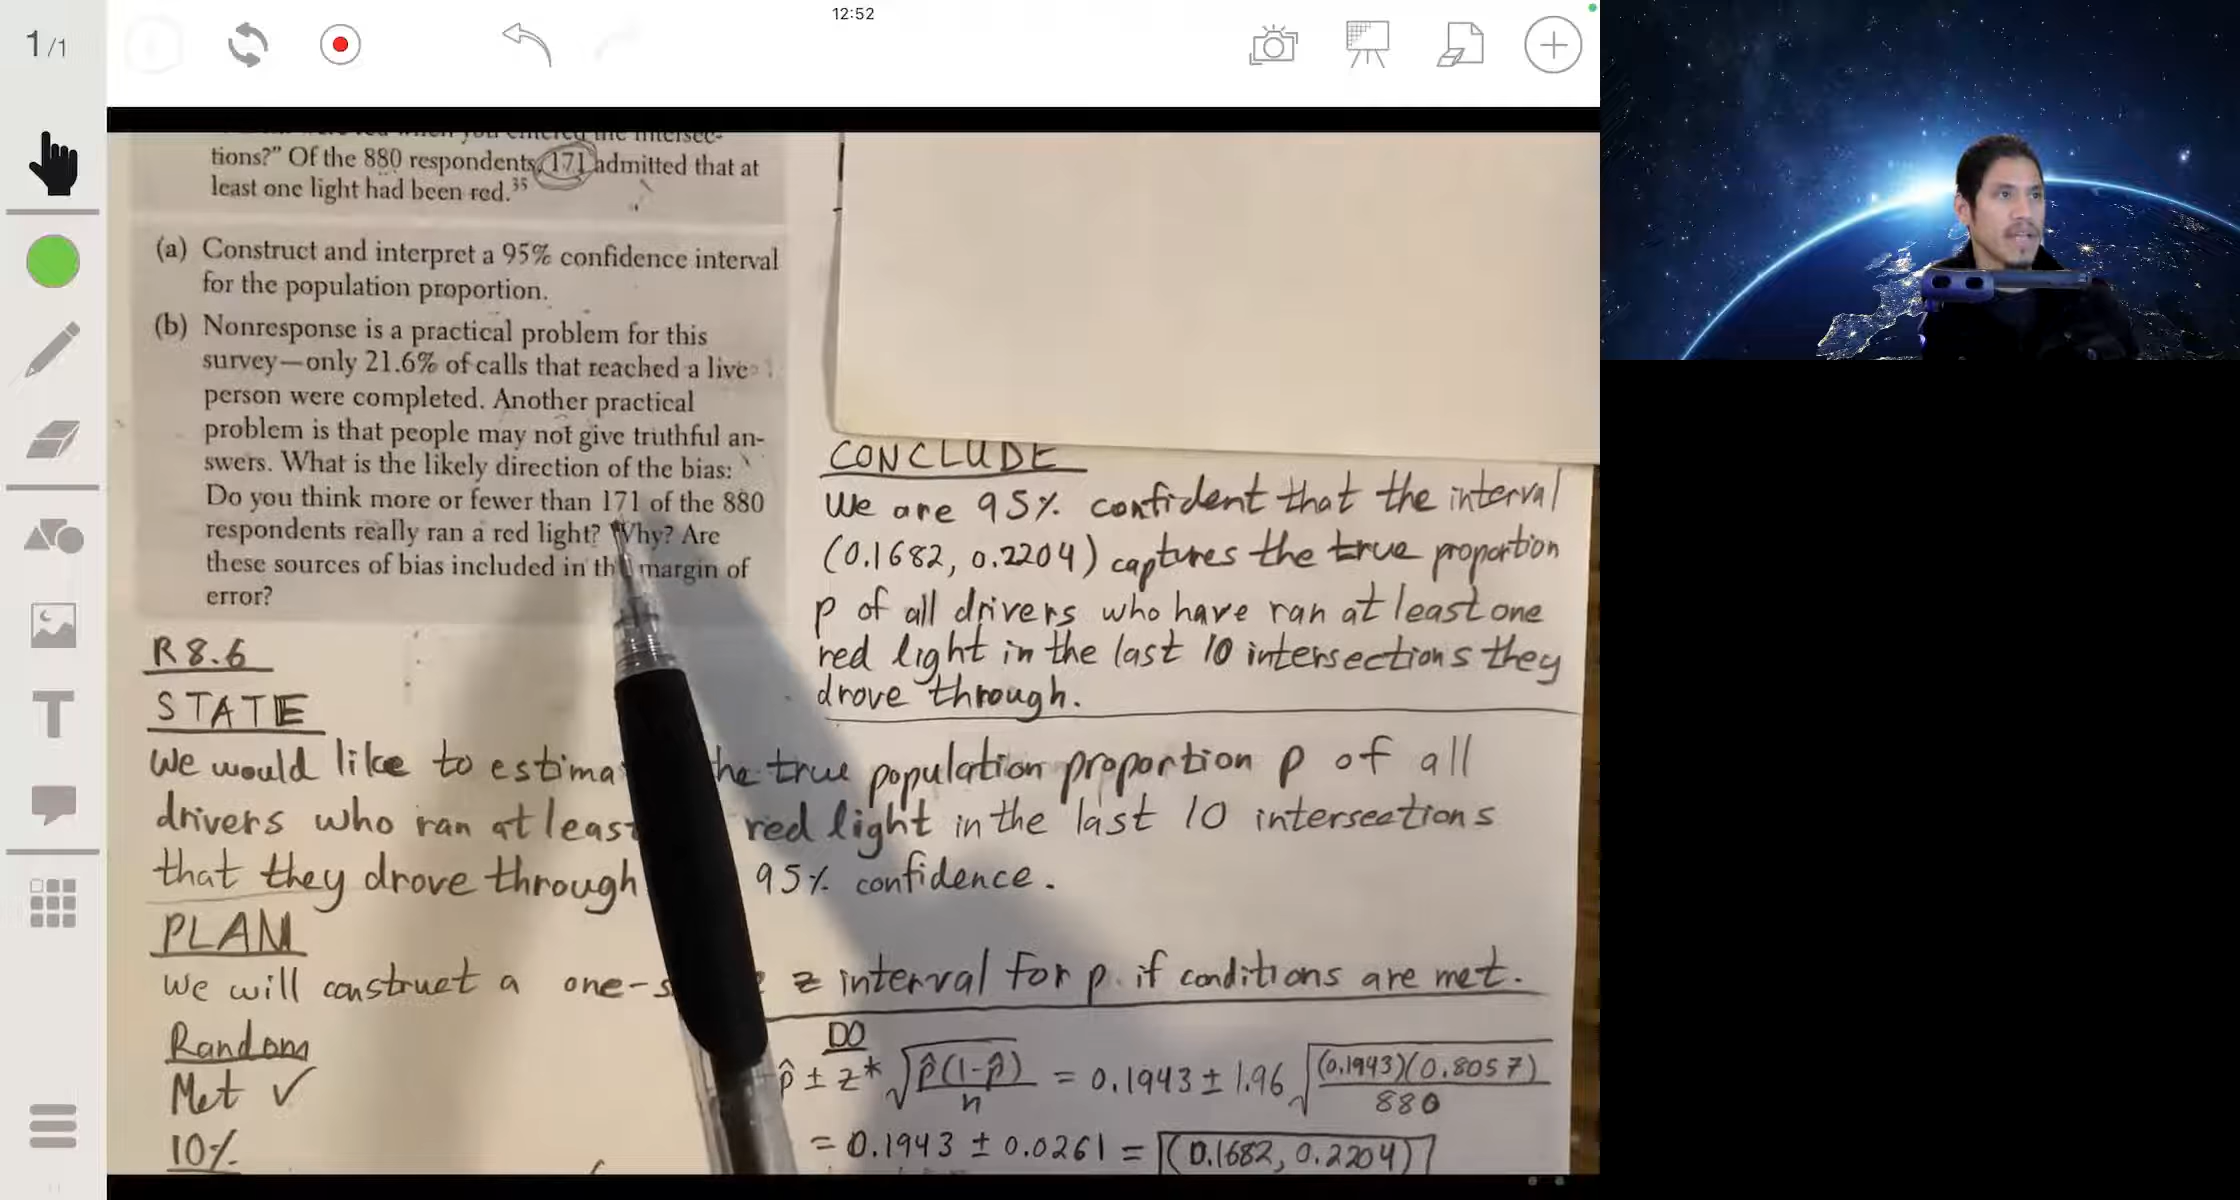 12:52
1/1
tions?" Of the 880 respondents, 171 admitted that at
least one light had been red.35
(a) Construct and interpret a 95% confidence interval
for the population proportion.
(b) Nonresponse is a practical problem for this
survey—only 21.6% of calls that reached a live
person were completed. Another practical
problem is that people may not give truthful an-
swers. What is the likely direction of the bias:
Do you think more or fewer than 171 of the 880
respondents really ran a red light? Why? Are
these sources of bias included in the margin of
error?
CONCLUDE
We are 95% confident that the interval
(0.1682, 0.2204) captures the true proportion
p of all drivers who have ran at least one
red light in the last 10 intersections they
drove through.
R8.6
STATE
We would like to estima the true population proportion p of all
drivers who ran at least red light in the last 10 intersections
that they drove through 95% confidence.
PLAN
We will construct a one-s z interval for p if conditions are met.
Random
Met ✓
10%
DO
p̂ ± z* √p̂(1-p̂)/n = 0.1943 ± 1.96 √(0.1943)(0.8057)/880
= 0.1943 ± 0.0261 = (0.1682, 0.2204)
T